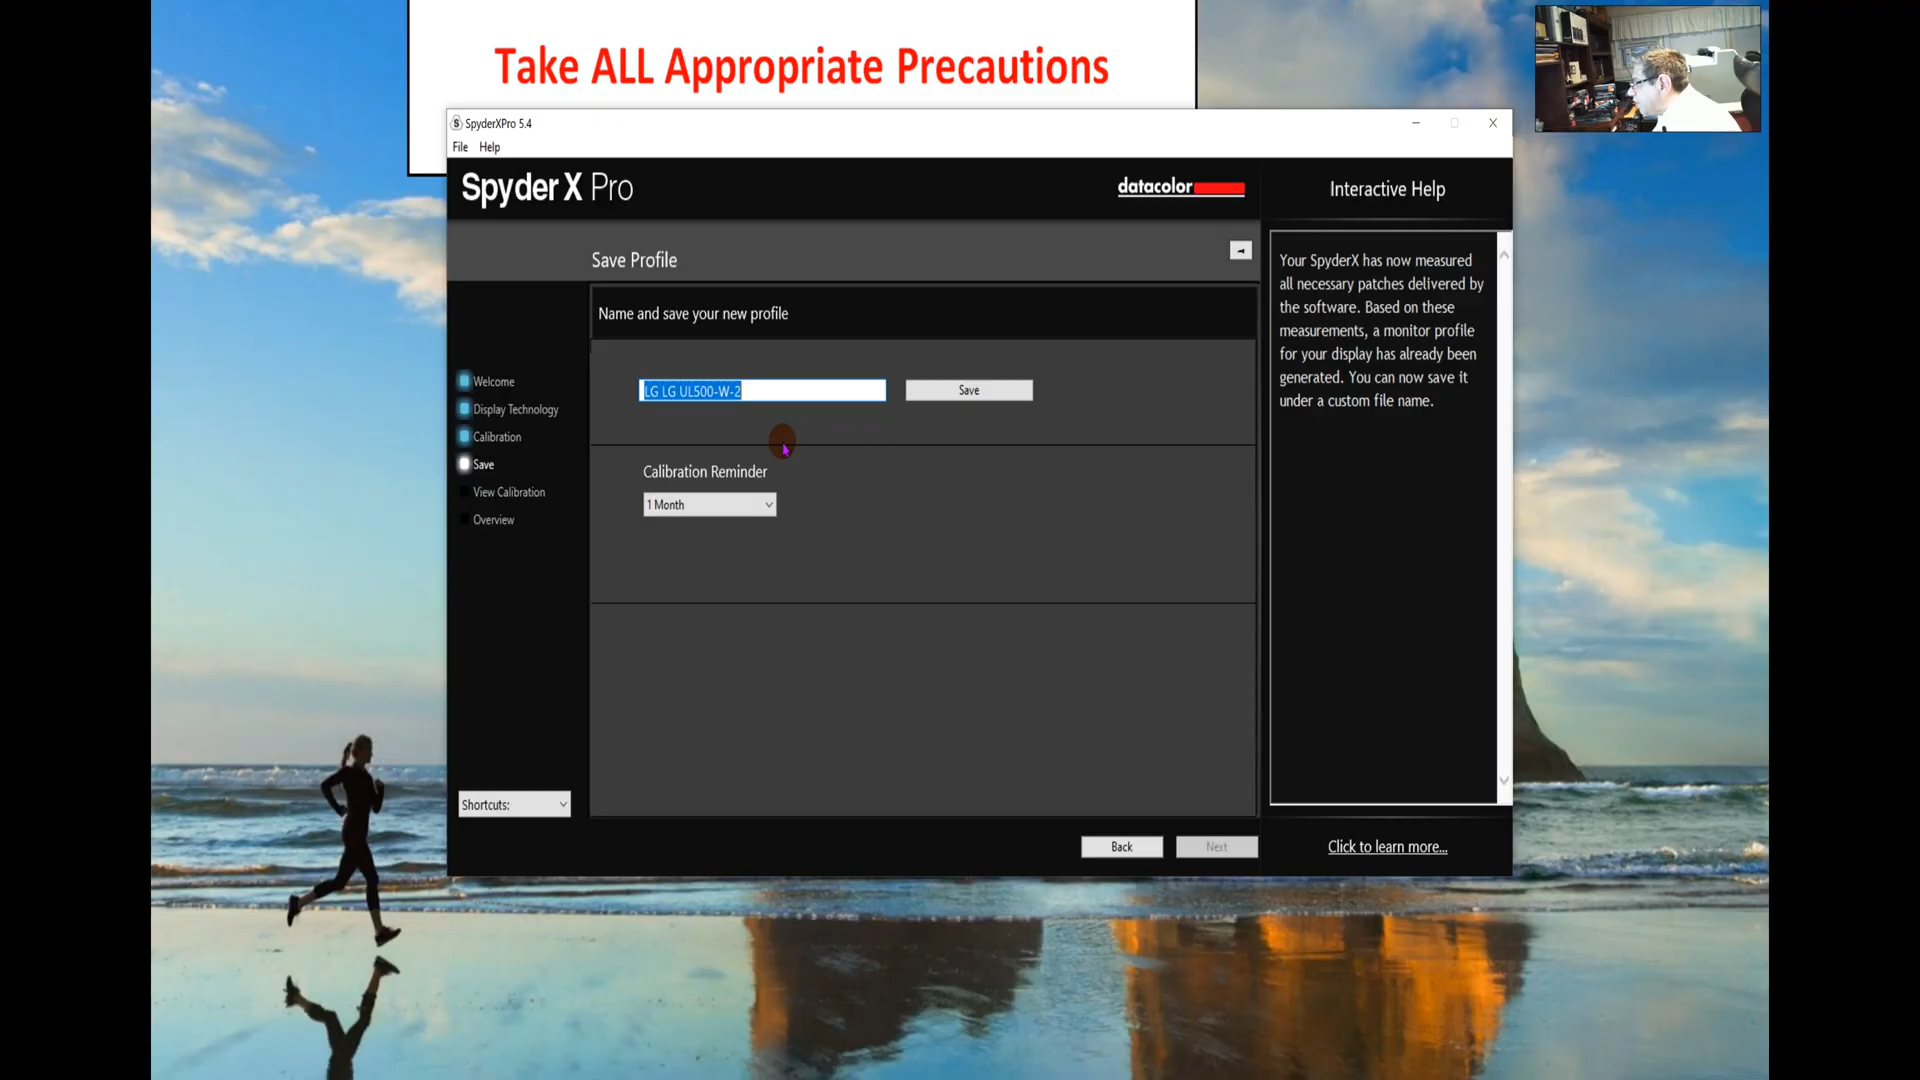 Take ALL Appropriate Precautions
SpyderXPro 5.4
File Help
Spyder X Pro
datacolor
Interactive Help
Save Profile
Name and save your new profile
LG LG UL500-W-2
Save
Calibration Reminder
1 Month
Welcome
Display Technology
Calibration
Save
View Calibration
Overview
Shortcuts:
Back
Next
Your SpyderX has now measured
all necessary patches delivered by
the software. Based on these
measurements, a monitor profile
for your display has already been
generated. You can now save it
under a custom file name.
Click to learn more...